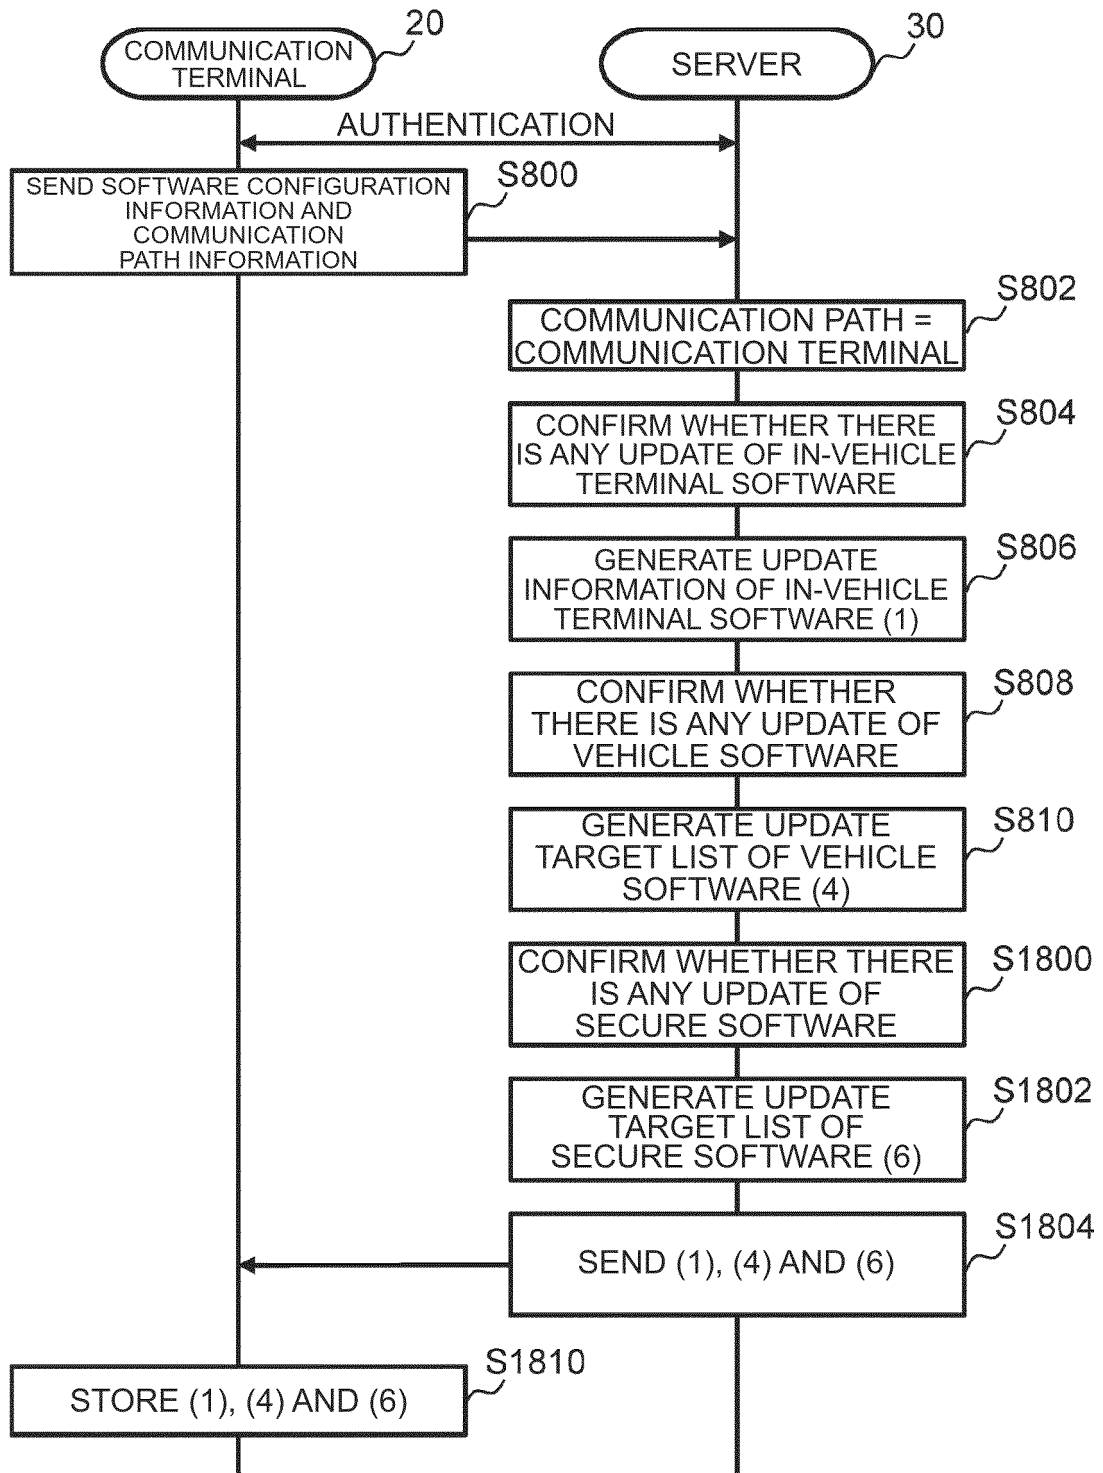 20
COMMUNICATION
TERMINAL
30
SERVER
AUTHENTICATION
S800
SEND SOFTWARE CONFIGURATION
INFORMATION AND
COMMUNICATION
PATH INFORMATION
S802
COMMUNICATION PATH =
COMMUNICATION TERMINAL
S804
CONFIRM WHETHER THERE
IS ANY UPDATE OF IN-VEHICLE
TERMINAL SOFTWARE
S806
GENERATE UPDATE
INFORMATION OF IN-VEHICLE
TERMINAL SOFTWARE (1)
S808
CONFIRM WHETHER
THERE IS ANY UPDATE OF
VEHICLE SOFTWARE
S810
GENERATE UPDATE
TARGET LIST OF VEHICLE
SOFTWARE (4)
S1800
CONFIRM WHETHER THERE
IS ANY UPDATE OF
SECURE SOFTWARE
S1802
GENERATE UPDATE
TARGET LIST OF
SECURE SOFTWARE (6)
S1804
SEND (1), (4) AND (6)
S1810
STORE (1), (4) AND (6)